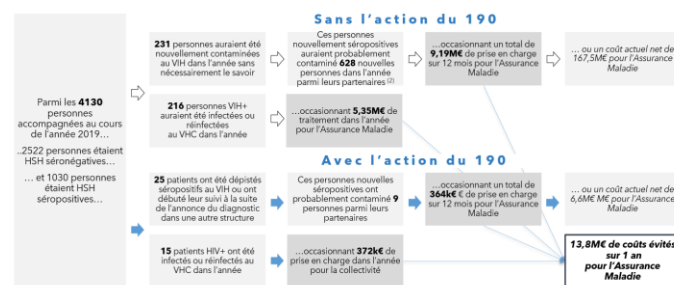 Sans l'action du 190
Parmi les 4130
personnes
accompagnées au cours
de l'année 2019…
..2522 personnes étaient
HSH séronégatives…
… et 1030 personnes
étaient HSH
séropositives…
231 personnes auraient été
nouvellement contaminées
au VIH dans l'année sans
nécessairement le savoir
Ces personnes
nouvellement séropositives
auraient probablement
contaminé 628 nouvelles
personnes dans l'année
parmi leurs partenaires (2)
…occasionnant un total de
9,19M€ de prise en charge
sur 12 mois pour l'Assurance
Maladie
… ou un coût actuel net de
167,5M€ pour l'Assurance
Maladie
216 personnes VIH+
auraient été infectées ou
réinfectées
au VHC dans l'année
…occasionnant 5,35M€ de
traitement dans l'année
pour l'Assurance Maladie
Avec l'action du 190
25 patients ont été dépistés
séropositifs au VIH ou ont
débuté leur suivi à la suite
de l'annonce du diagnostic
dans une autre structure
Ces personnes nouvelles
séropositives ont
probablement contaminé 9
personnes parmi leurs
partenaires
…occasionnant un total de
364k€ € de prise en charge
sur 12 mois pour l'Assurance
Maladie
… ou un coût actuel net de
6,6M€ M€ pour l'Assurance
Maladie
15 patients HIV+ ont été
infectés ou réinfectés au
VHC dans l'année
…occasionnant 372k€ de
prise en charge dans l'année
pour la collectivité
13,8M€ de coûts évités
sur 1 an
pour l'Assurance
Maladie